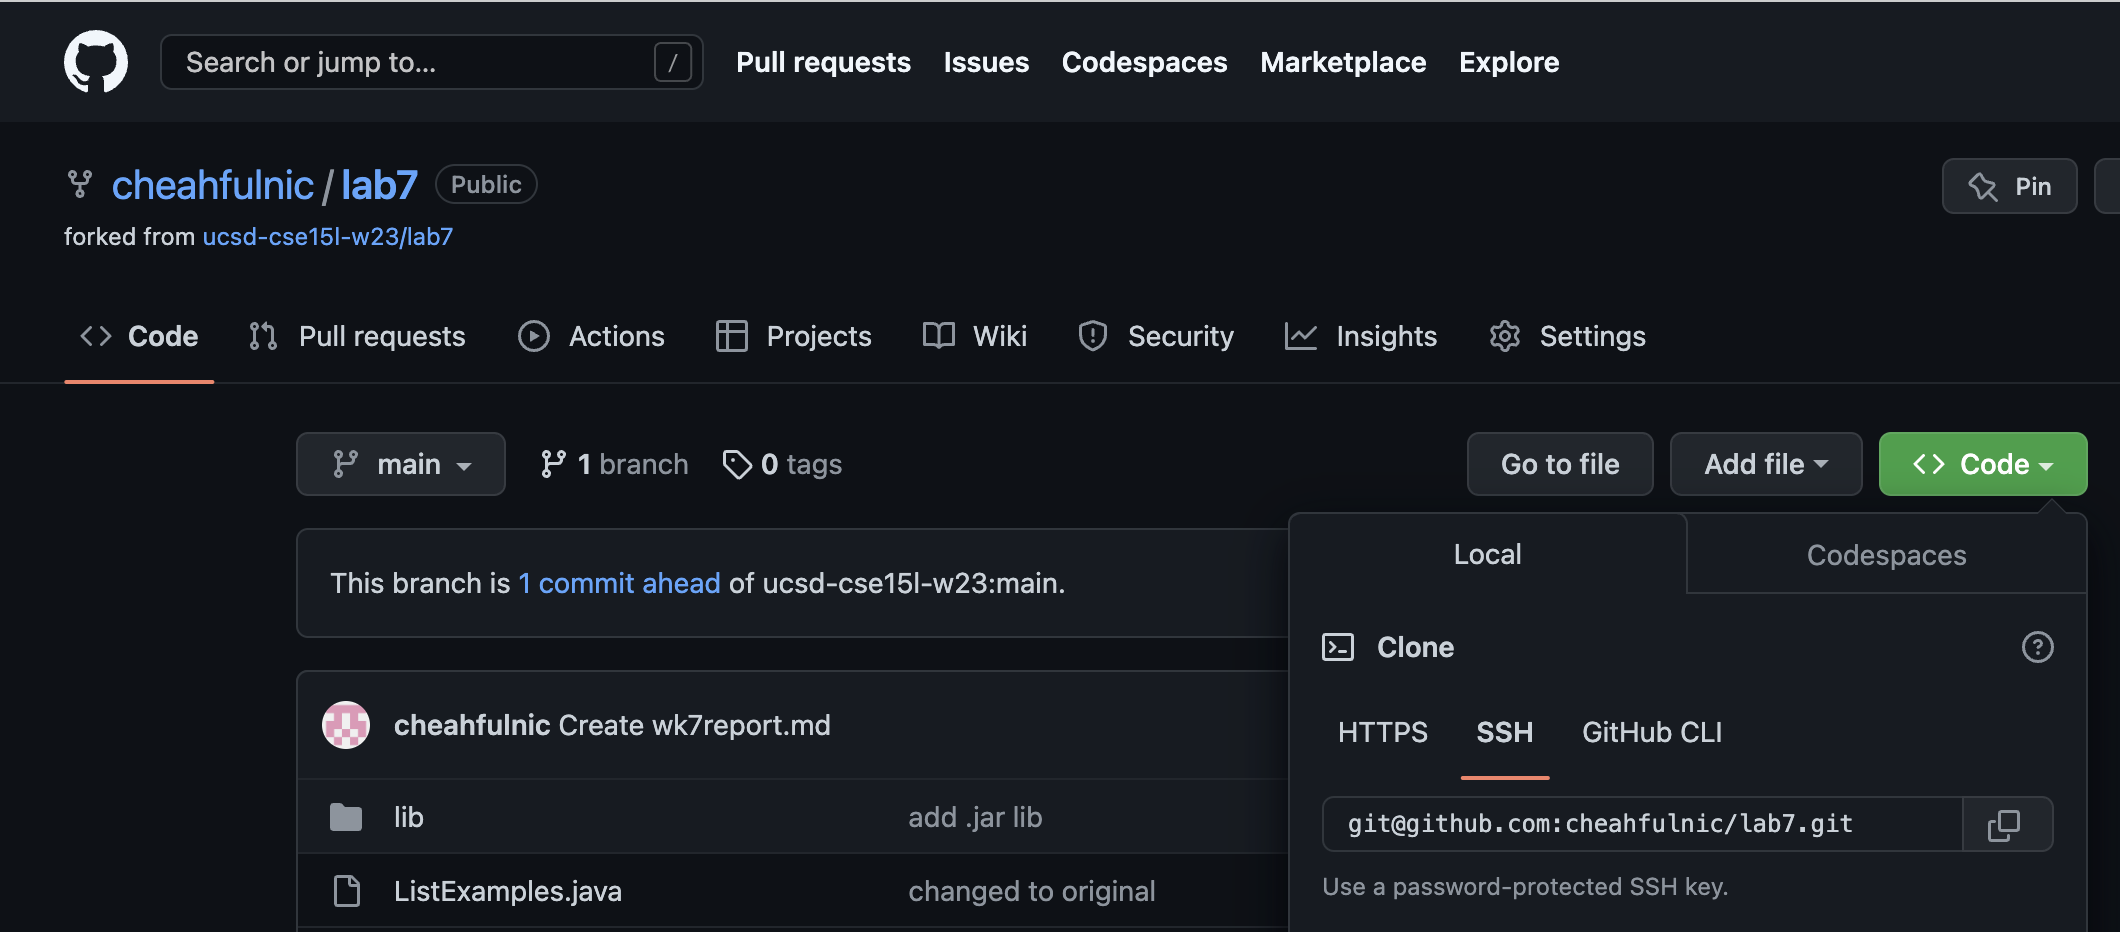 Search or jump to... / Pull requests Issues Codespaces Marketplace Explore
cheahfulnic / lab7 Public
Pin
forked from ucsd-cse15l-w23/lab7
Code Pull requests Actions Projects Wiki Security Insights Settings
main 1 branch 0 tags Go to file Add file Code
Local Codespaces
This branch is 1 commit ahead of ucsd-cse15l-w23:main.
Clone
cheahfulnic Create wk7report.md
HTTPS SSH GitHub CLI
lib add .jar lib
git@github.com:cheahfulnic/lab7.git
ListExamples.java changed to original
Use a password-protected SSH key.